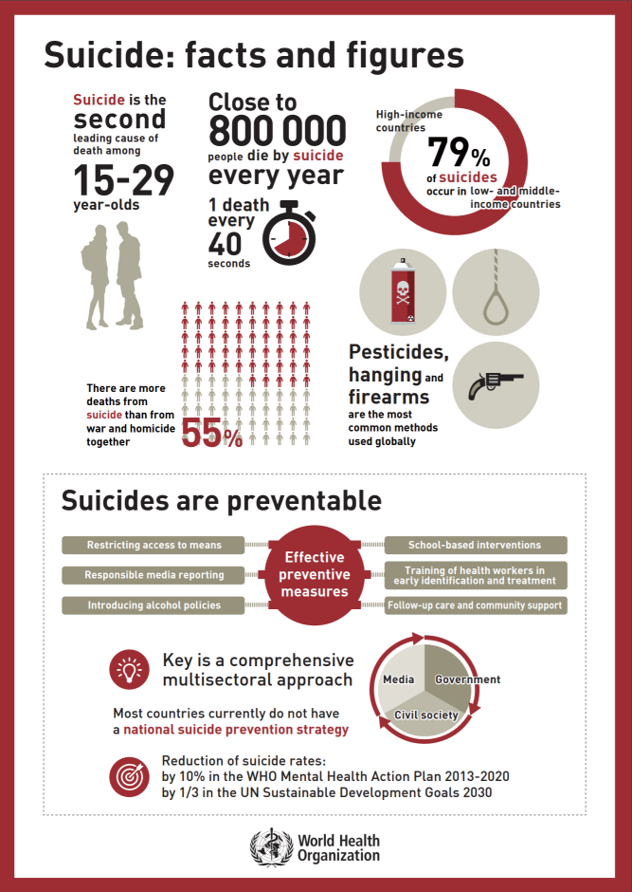 Suicide: facts and figures
Suicide is the
second
leading cause of
death among
15-29
year-olds
Close to
800 000
people die by suicide
every year
1 death
every
40
seconds
High-income
countries
79%
of suicides
occur in low- and middle-
income countries
There are more
deaths from
suicide than from
war and homicide
together
55%
Pesticides,
hanging and
firearms
are the most
common methods
used globally
Suicides are preventable
Restricting access to means
Responsible media reporting
Introducing alcohol policies
Effective
preventive
measures
School-based interventions
Training of health workers in
early identification and treatment
Follow-up care and community support
Key is a comprehensive
multisectoral approach
Most countries currently do not have
a national suicide prevention strategy
Media
Government
Civil society
Reduction of suicide rates:
by 10% in the WHO Mental Health Action Plan 2013-2020
by 1/3 in the UN Sustainable Development Goals 2030
World Health
Organization